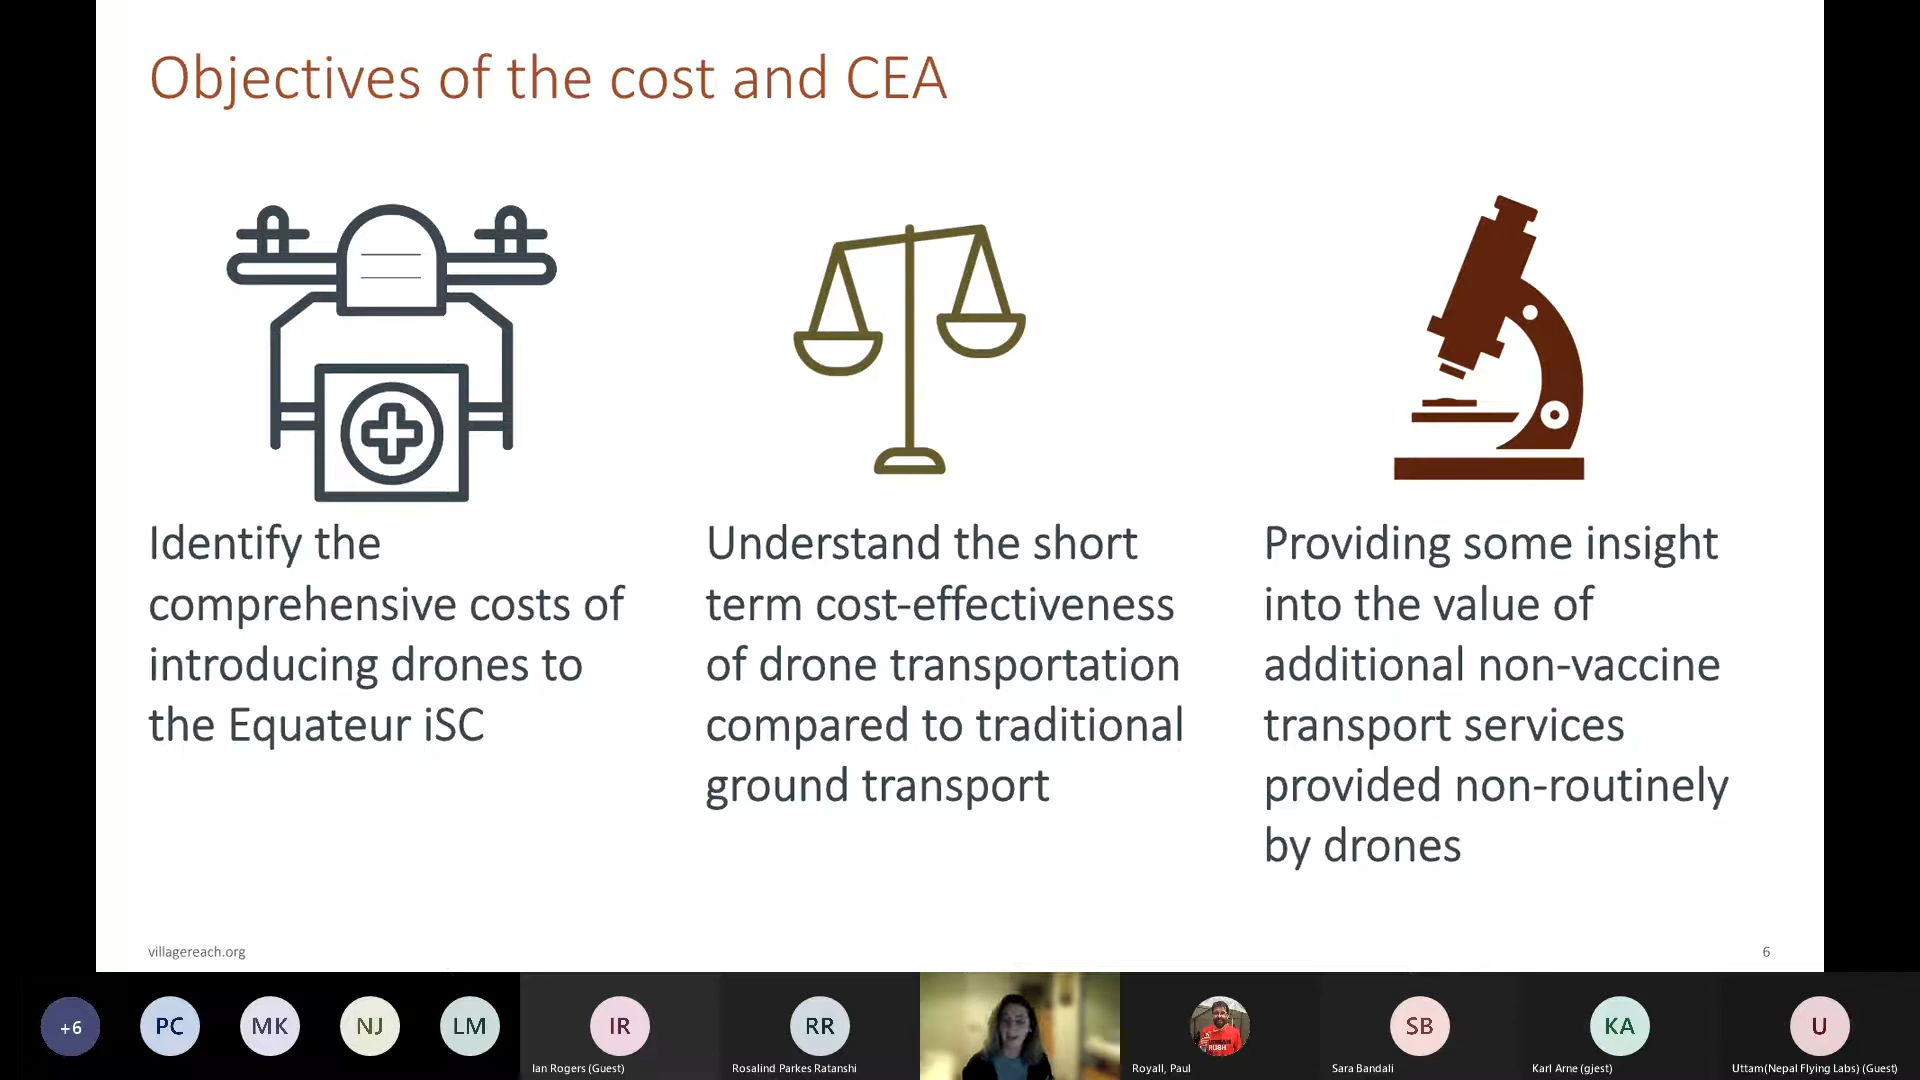 Objectives of the cost and CEA
Identify the
comprehensive costs of
introducing drones to
the Equateur iSC
Understand the short
term cost-effectiveness
of drone transportation
compared to traditional
ground transport
Providing some insight
into the value of
additional non-vaccine
transport services
provided non-routinely
by drones
villagereach.org
6
+6
PC
MK
NJ
LM
IR
RR
SB
KA
U
Ian Rogers (Guest)
Rosalind Parkes Ratanshi
Royall, Paul
Sara Bandali
Karl Arne (gjest)
Uttam(Nepal Flying Labs) (Guest)